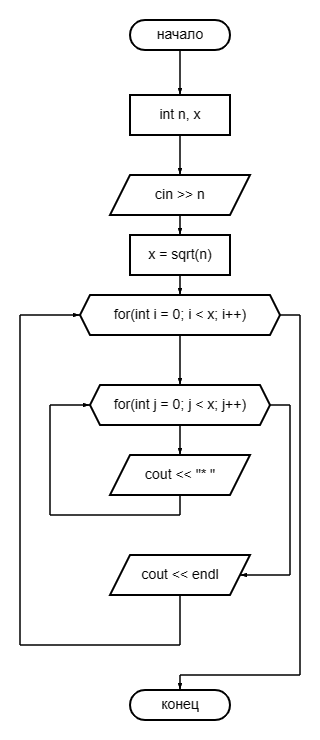 начало
int n, x
cin >> n
x = sqrt(n)
for(int i = 0; i < x; i++)
for(int j = 0; j < x; j++)
cout << "* "
cout << endl
конец